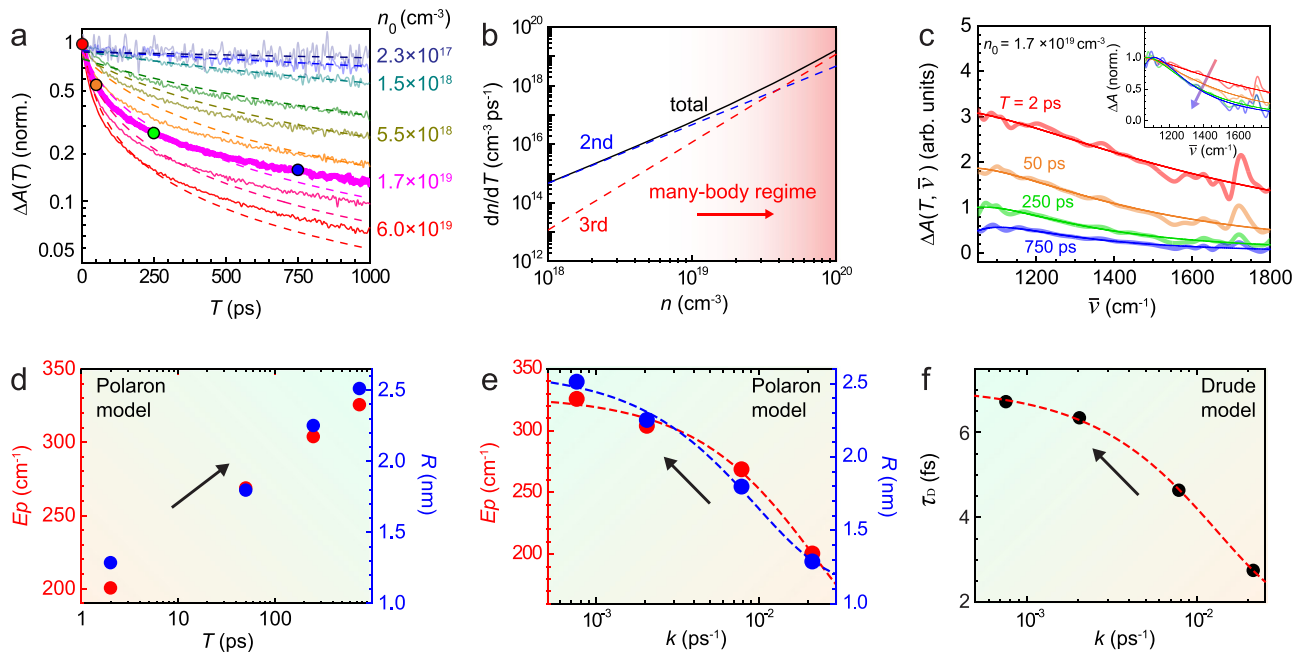 a
n₀ (cm⁻³)
2.3×10¹⁷
1.5×10¹⁸
5.5×10¹⁸
1.7×10¹⁹
6.0×10¹⁹
ΔA(T) (norm.)
1
0.5
0.2
0.1
0.05
0 250 500 750 1000
T (ps)
b
dn/dT (cm⁻³ ps⁻¹)
10²⁰
10¹⁸
10¹⁶
10¹⁴
10¹²
total
2nd
3rd
many-body regime
10¹⁸ 10¹⁹ 10²⁰
n (cm⁻³)
c
n₀ = 1.7 ×10¹⁹ cm⁻³
ΔA(T, ν̅) (arb. units)
5
4
3
2
1
0
T = 2 ps
50 ps
250 ps
750 ps
1200 1400 1600 1800
ν̅ (cm⁻¹)
ΔA (norm.)
1.0
0.5
0.0
1200 1400 1600
ν̅ (cm⁻¹)
d
Polaron
model
Ep (cm⁻¹)
350
300
250
200
R (nm)
2.5
2.0
1.5
1.0
1 10 100
T (ps)
e
Polaron
model
Ep (cm⁻¹)
350
300
250
200
R (nm)
2.5
2.0
1.5
1.0
10⁻³ 10⁻²
k (ps⁻¹)
f
Drude
model
τD (fs)
6
4
2
10⁻³ 10⁻²
k (ps⁻¹)